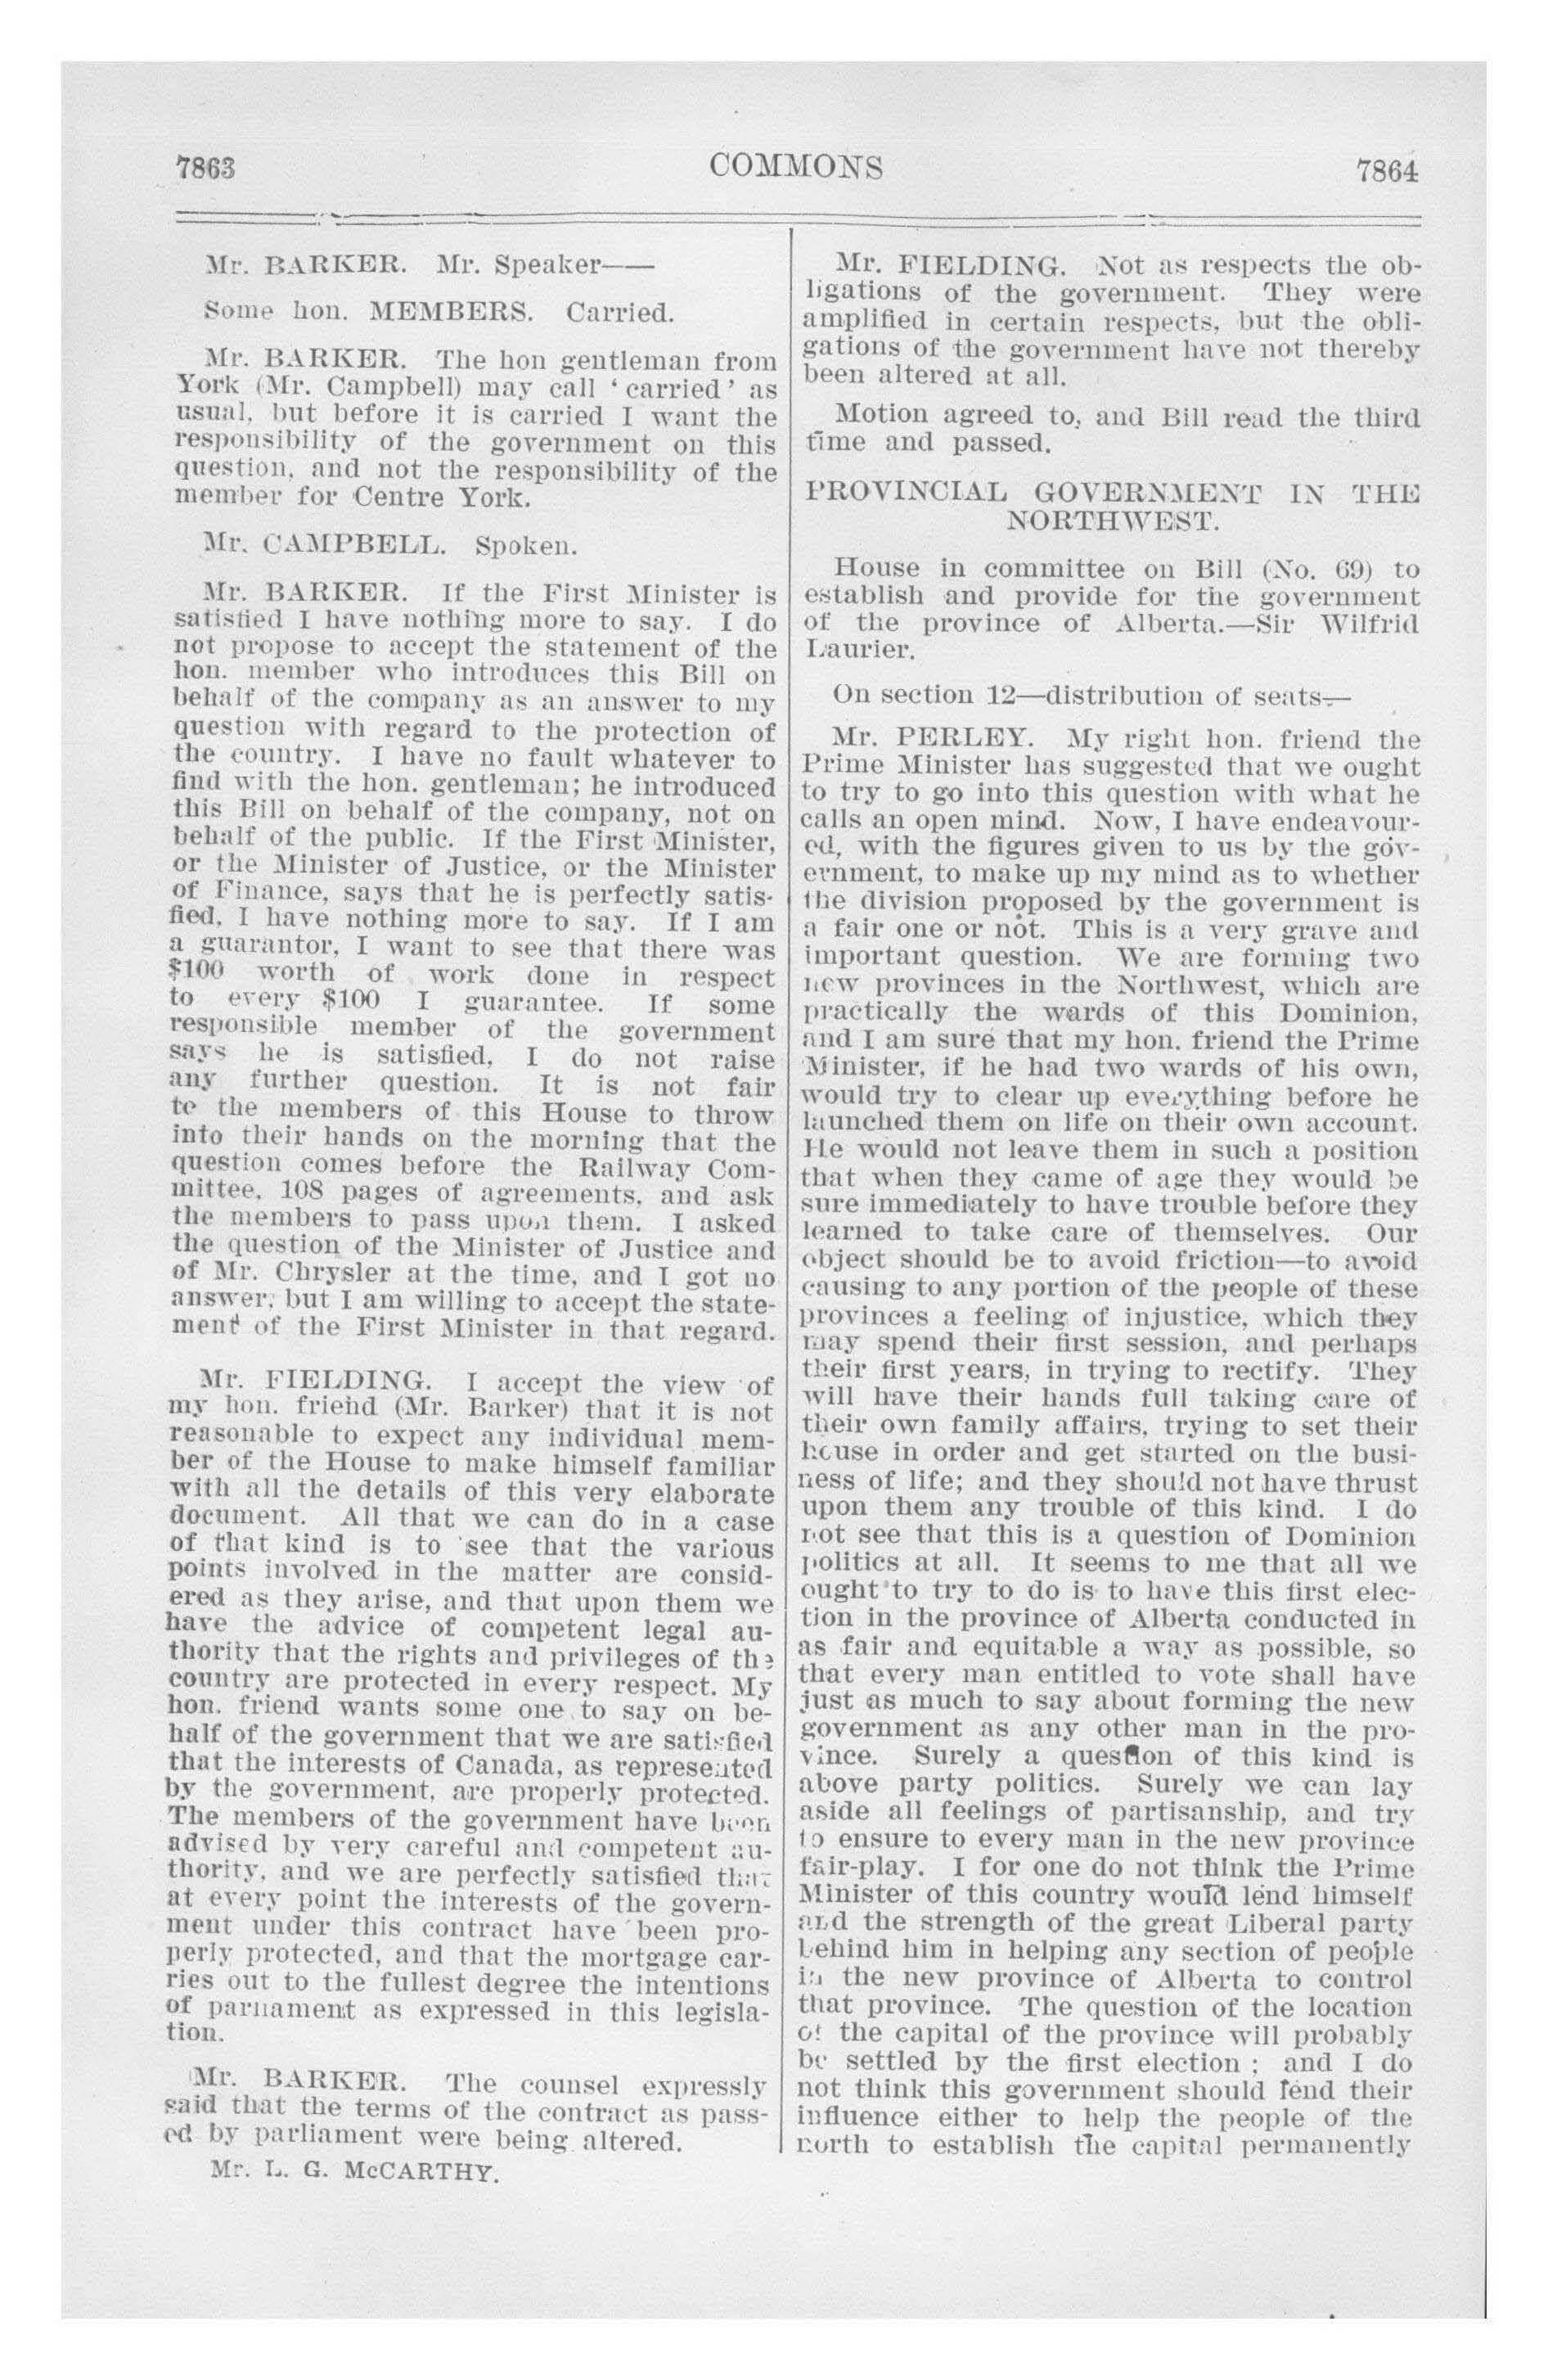 7863
COMMONS
7864
Mr. BARKER. Mr. Speaker——
Some hon. MEMBERS. Carried.
Mr. BARKER. The hon gentleman from
York (Mr. Campbell) may call ‘carried’ as
usual, but before it is carried I want the
responsibility of the government on this
question, and not the responsibility of the
member for Centre York.
Mr. CAMPBELL. Spoken.
Mr. BARKER. If the First Minister is
satisfied I have nothing more to say. I do
not propose to accept the statement of the
hon. member who introduces this Bill on
behalf of the company as an answer to my
question with regard to the protection of
the country. I have no fault whatever to
find with the hon. gentleman; he introduced
this Bill on behalf of the company, not on
behalf of the public. If the First Minister,
or the Minister of Justice, or the Minister
of Finance, says that he is perfectly satis-
fied, I have nothing more to say. If I am
a guarantor, I want to see that there was
$100 worth of work done in respect
to every $100 I guarantee. If some
responsible member of the government
says he is satisfied, I do not raise
any further question. It is not fair
to the members of this House to throw
into their hands on the morning that the
question comes before the Railway Com-
mittee, 108 pages of agreements, and ask
the members to pass upon them. I asked
the question of the Minister of Justice and
of Mr. Chrysler at the time, and I got no
answer; but I am willing to accept the state-
ment of the First Minister in that regard.
Mr. FIELDING. I accept the view of
my hon. friend (Mr. Barker) that it is not
reasonable to expect any individual mem-
ber of the House to make himself familiar
with all the details of this very elaborate
document. All that we can do in a case
of that kind is to see that the various
points involved in the matter are consid-
ered as they arise, and that upon them we
have the advice of competent legal au-
thority that the rights and privileges of the
country are protected in every respect. My
hon. friend wants some one to say on be-
half of the government that we are satisfied
that the interests of Canada, as represented
by the government, are properly protected.
The members of the government have been
advised by very careful and competent au-
thority, and we are perfectly satisfied that
at every point the interests of the govern-
ment under this contract have been pro-
perly protected, and that the mortgage car-
ries out to the fullest degree the intentions
of parliament as expressed in this legisla-
tion.
Mr. BARKER. The counsel expressly
said that the terms of the contract as pass-
ed by parliament were being altered.
Mr. L. G. McCARTHY.
Mr. FIELDING. Not as respects the ob-
ligations of the government. They were
amplified in certain respects, but the obli-
gations of the government have not thereby
been altered at all.
Motion agreed to, and Bill read the third
time and passed.
PROVINCIAL GOVERNMENT IN THE
NORTHWEST.
House in committee on Bill (No. 69) to
establish and provide for the government
of the province of Alberta.—Sir Wilfrid
Laurier.
On section 12—distribution of seats—
Mr. PERLEY. My right hon. friend the
Prime Minister has suggested that we ought
to try to go into this question with what he
calls an open mind. Now, I have endeavour-
ed, with the figures given to us by the gov-
ernment, to make up my mind as to whether
the division proposed by the government is
a fair one or not. This is a very grave and
important question. We are forming two
new provinces in the Northwest, which are
practically the wards of this Dominion,
and I am sure that my hon. friend the Prime
Minister, if he had two wards of his own,
would try to clear up everything before he
launched them on life on their own account.
He would not leave them in such a position
that when they came of age they would be
sure immediately to have trouble before they
learned to take care of themselves. Our
object should be to avoid friction—to avoid
causing to any portion of the people of these
provinces a feeling of injustice, which they
may spend their first session, and perhaps
their first years, in trying to rectify. They
will have their hands full taking care of
their own family affairs, trying to set their
house in order and get started on the busi-
ness of life; and they should not have thrust
upon them any trouble of this kind. I do
not see that this is a question of Dominion
politics at all. It seems to me that all we
ought to try to do is to have this first elec-
tion in the province of Alberta conducted in
as fair and equitable a way as possible, so
that every man entitled to vote shall have
just as much to say about forming the new
government as any other man in the pro-
vince. Surely a question of this kind is
above party politics. Surely we can lay
aside all feelings of partisanship, and try
to ensure to every man in the new province
fair-play. I for one do not think the Prime
Minister of this country would lend himself
and the strength of the great Liberal party
behind him in helping any section of people
in the new province of Alberta to control
that province. The question of the location
of the capital of the province will probably
be settled by the first election ; and I do
not think this government should lend their
influence either to help the people of the
north to establish the capital permanently